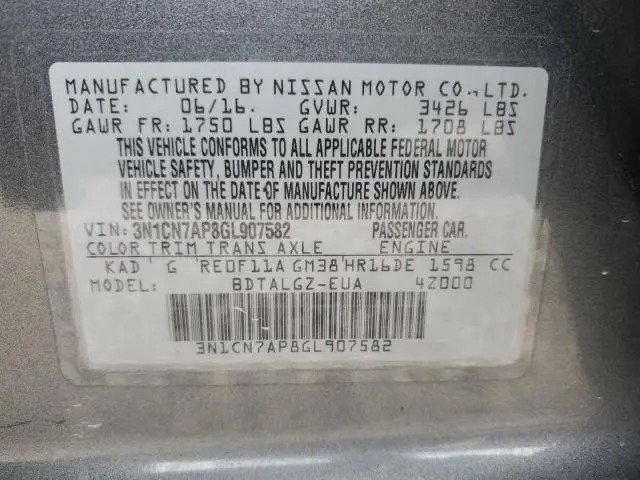 MANUFACTURED BY NISSAN MOTOR CO., LTD.
DATE: 06/16. GVWR: 3426 LBS
GAWR FR: 1750 LBS GAWR RR: 1708 LBS
THIS VEHICLE CONFORMS TO ALL APPLICABLE FEDERAL MOTOR
VEHICLE SAFETY, BUMPER AND THEFT PREVENTION STANDARDS
IN EFFECT ON THE DATE OF MANUFACTURE SHOWN ABOVE.
SEE OWNER'S MANUAL FOR ADDITIONAL INFORMATION.
VIN: 3N1CN7AP8GL907582 PASSENGER CAR.
COLOR TRIM TRANS AXLE ENGINE
KAD G RE0F11A GM38 HR16DE 1598 CC
MODEL: BDTALGZ-EUA 4Z000
3N1CN7AP8GL907582